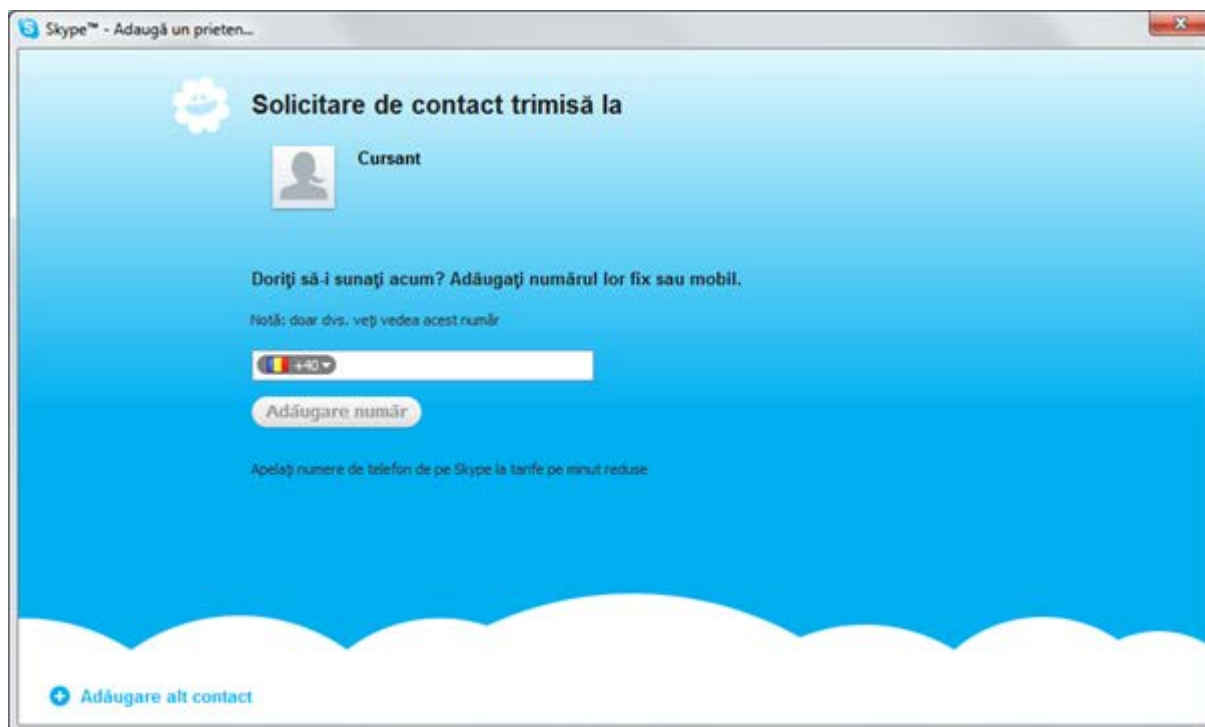 Skype™ - Adaugă un prieten...
Solicitare de contact trimisă la
Cursant
Doriţi să-i sunaţi acum? Adăugaţi numărul lor fix sau mobil.
Notă: doar dvs. veţi vedea acest număr
+40
Adăugare număr
Apelaţi numere de telefon de pe Skype la tarife pe minut reduse
Adăugare alt contact